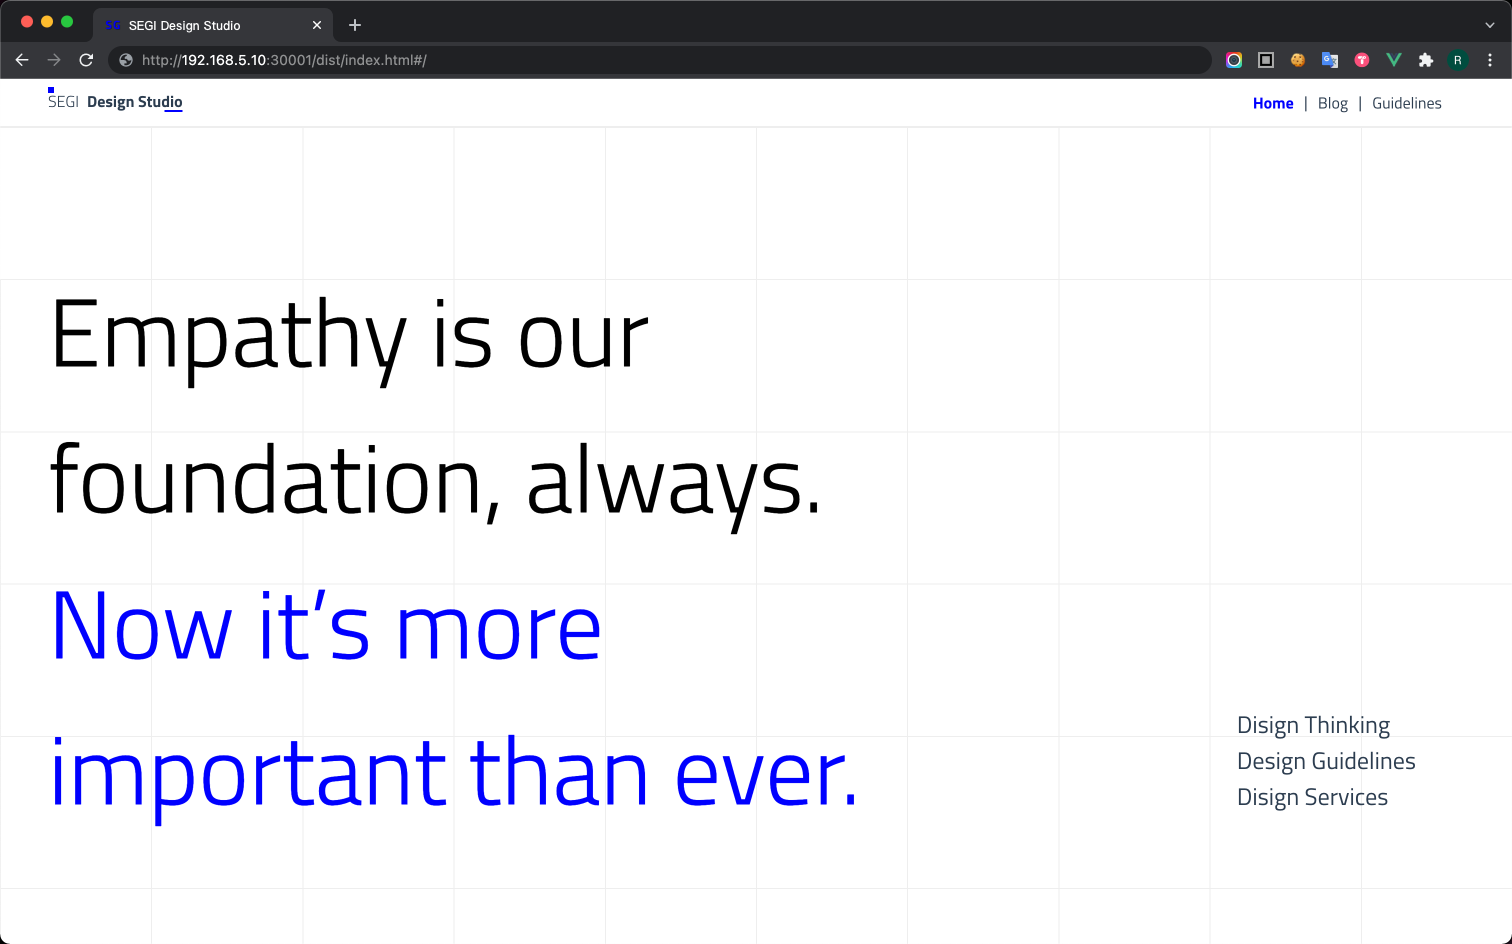 SG SEGI Design Studio
http://192.168.5.10:30001/dist/index.html#/
R
SEGI Design Studio
Home | Blog | Guidelines
Empathy is our
foundation, always.
Now it’s more
important than ever.
Disign Thinking
Design Guidelines
Disign Services